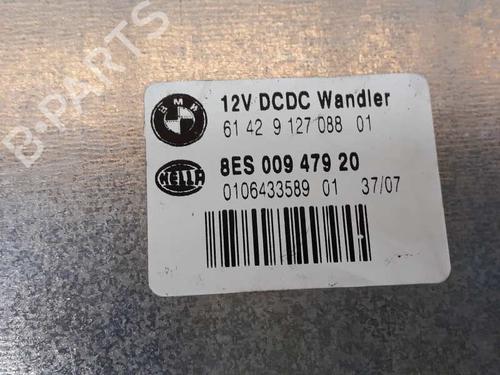 B-PARTS
BMW
12V DCDC Wandler
61 42 9 127 088 01
HELLA
8ES 009 479 20
0106433589 01 37/07